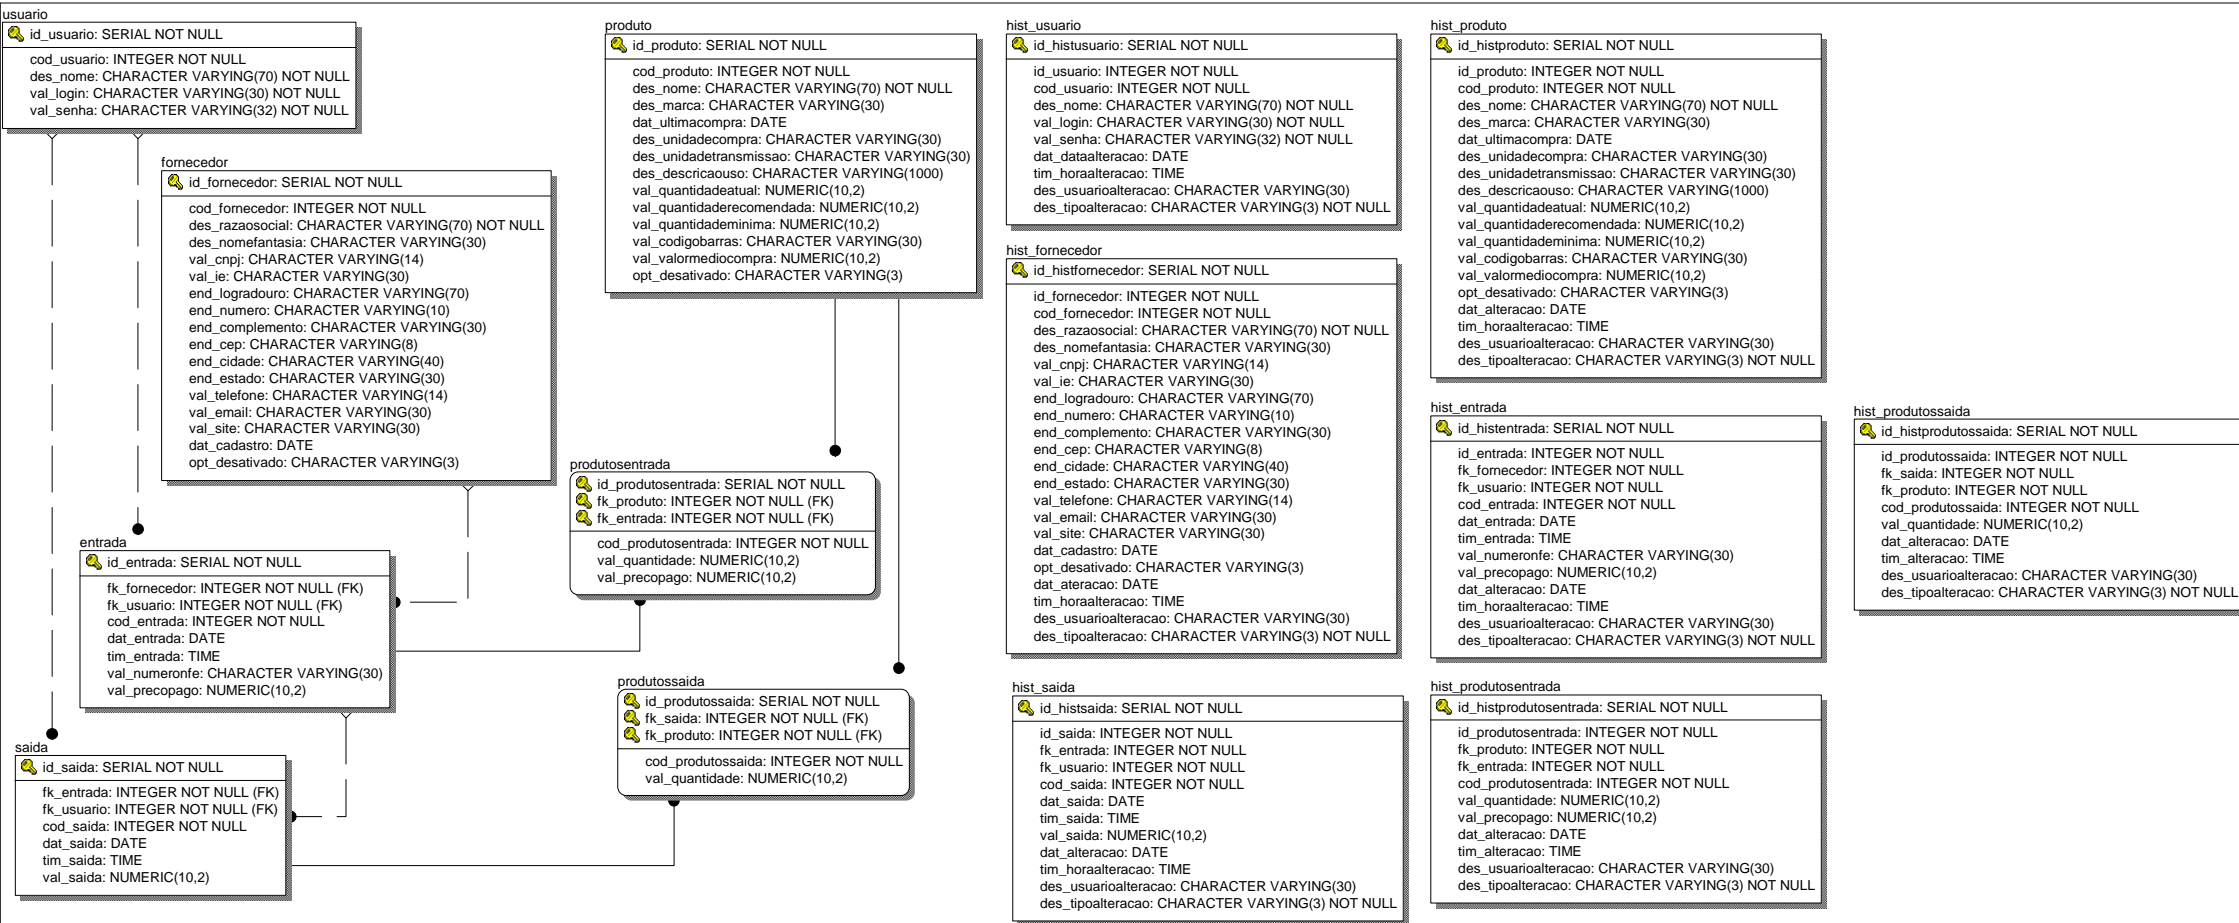 usuario
id_usuario: SERIAL NOT NULL
cod_usuario: INTEGER NOT NULL
des_nome: CHARACTER VARYING(70) NOT NULL
val_login: CHARACTER VARYING(30) NOT NULL
val_senha: CHARACTER VARYING(32) NOT NULL
fornecedor
id_fornecedor: SERIAL NOT NULL
cod_fornecedor: INTEGER NOT NULL
des_razaosocial: CHARACTER VARYING(70) NOT NULL
des_nomefantasia: CHARACTER VARYING(30)
val_cnpj: CHARACTER VARYING(14)
val_ie: CHARACTER VARYING(30)
end_logradouro: CHARACTER VARYING(70)
end_numero: CHARACTER VARYING(10)
end_complemento: CHARACTER VARYING(30)
end_cep: CHARACTER VARYING(8)
end_cidade: CHARACTER VARYING(40)
end_estado: CHARACTER VARYING(30)
val_telefone: CHARACTER VARYING(14)
val_email: CHARACTER VARYING(30)
val_site: CHARACTER VARYING(30)
dat_cadastro: DATE
opt_desativado: CHARACTER VARYING(3)
entrada
id_entrada: SERIAL NOT NULL
fk_fornecedor: INTEGER NOT NULL (FK)
fk_usuario: INTEGER NOT NULL (FK)
cod_entrada: INTEGER NOT NULL
dat_entrada: DATE
tim_entrada: TIME
val_numeronfe: CHARACTER VARYING(30)
val_precopago: NUMERIC(10,2)
saida
id_saida: SERIAL NOT NULL
fk_entrada: INTEGER NOT NULL (FK)
fk_usuario: INTEGER NOT NULL (FK)
cod_saida: INTEGER NOT NULL
dat_saida: DATE
tim_saida: TIME
val_saida: NUMERIC(10,2)
produto
id_produto: SERIAL NOT NULL
cod_produto: INTEGER NOT NULL
des_nome: CHARACTER VARYING(70) NOT NULL
des_marca: CHARACTER VARYING(30)
dat_ultimacompra: DATE
des_unidadecompra: CHARACTER VARYING(30)
des_unidadetransmissao: CHARACTER VARYING(30)
des_descricaouso: CHARACTER VARYING(1000)
val_quantidadeatual: NUMERIC(10,2)
val_quantidaderecomendada: NUMERIC(10,2)
val_quantidademinima: NUMERIC(10,2)
val_codigobarras: CHARACTER VARYING(30)
val_valormediocompra: NUMERIC(10,2)
opt_desativado: CHARACTER VARYING(3)
produtosentrada
id_produtosentrada: SERIAL NOT NULL
fk_produto: INTEGER NOT NULL (FK)
fk_entrada: INTEGER NOT NULL (FK)
cod_produtosentrada: INTEGER NOT NULL
val_quantidade: NUMERIC(10,2)
val_precopago: NUMERIC(10,2)
produtossaida
id_produtossaida: SERIAL NOT NULL
fk_saida: INTEGER NOT NULL (FK)
fk_produto: INTEGER NOT NULL (FK)
cod_produtossaida: INTEGER NOT NULL
val_quantidade: NUMERIC(10,2)
hist_usuario
id_histusuario: SERIAL NOT NULL
id_usuario: INTEGER NOT NULL
cod_usuario: INTEGER NOT NULL
des_nome: CHARACTER VARYING(70) NOT NULL
val_login: CHARACTER VARYING(30) NOT NULL
val_senha: CHARACTER VARYING(32) NOT NULL
dat_dataalteracao: DATE
tim_horaalteracao: TIME
des_usuarioalteracao: CHARACTER VARYING(30)
des_tipoalteracao: CHARACTER VARYING(3) NOT NULL
hist_fornecedor
id_histfornecedor: SERIAL NOT NULL
id_fornecedor: INTEGER NOT NULL
cod_fornecedor: INTEGER NOT NULL
des_razaosocial: CHARACTER VARYING(70) NOT NULL
des_nomefantasia: CHARACTER VARYING(30)
val_cnpj: CHARACTER VARYING(14)
val_ie: CHARACTER VARYING(30)
end_logradouro: CHARACTER VARYING(70)
end_numero: CHARACTER VARYING(10)
end_complemento: CHARACTER VARYING(30)
end_cep: CHARACTER VARYING(8)
end_cidade: CHARACTER VARYING(40)
end_estado: CHARACTER VARYING(30)
val_telefone: CHARACTER VARYING(14)
val_email: CHARACTER VARYING(30)
val_site: CHARACTER VARYING(30)
dat_cadastro: DATE
opt_desativado: CHARACTER VARYING(3)
dat_ateracao: DATE
tim_horaalteracao: TIME
des_usuarioalteracao: CHARACTER VARYING(30)
des_tipoalteracao: CHARACTER VARYING(3) NOT NULL
hist_saida
id_histsaida: SERIAL NOT NULL
id_saida: INTEGER NOT NULL
fk_entrada: INTEGER NOT NULL
fk_usuario: INTEGER NOT NULL
cod_saida: INTEGER NOT NULL
dat_saida: DATE
tim_saida: TIME
val_saida: NUMERIC(10,2)
dat_alteracao: DATE
tim_horaalteracao: TIME
des_usuarioalteracao: CHARACTER VARYING(30)
des_tipoalteracao: CHARACTER VARYING(3) NOT NULL
hist_produto
id_histproduto: SERIAL NOT NULL
id_produto: INTEGER NOT NULL
cod_produto: INTEGER NOT NULL
des_nome: CHARACTER VARYING(70) NOT NULL
des_marca: CHARACTER VARYING(30)
dat_ultimacompra: DATE
des_unidadecompra: CHARACTER VARYING(30)
des_unidadetransmissao: CHARACTER VARYING(30)
des_descricaouso: CHARACTER VARYING(1000)
val_quantidadeatual: NUMERIC(10,2)
val_quantidaderecomendada: NUMERIC(10,2)
val_quantidademinima: NUMERIC(10,2)
val_codigobarras: CHARACTER VARYING(30)
val_valormediocompra: NUMERIC(10,2)
opt_desativado: CHARACTER VARYING(3)
dat_alteracao: DATE
tim_horaalteracao: TIME
des_usuarioalteracao: CHARACTER VARYING(30)
des_tipoalteracao: CHARACTER VARYING(3) NOT NULL
hist_entrada
id_histentrada: SERIAL NOT NULL
id_entrada: INTEGER NOT NULL
fk_fornecedor: INTEGER NOT NULL
fk_usuario: INTEGER NOT NULL
cod_entrada: INTEGER NOT NULL
dat_entrada: DATE
tim_entrada: TIME
val_numeronfe: CHARACTER VARYING(30)
val_precopago: NUMERIC(10,2)
dat_alteracao: DATE
tim_horaalteracao: TIME
des_usuarioalteracao: CHARACTER VARYING(30)
des_tipoalteracao: CHARACTER VARYING(3) NOT NULL
hist_produtosentrada
id_histprodutosentrada: SERIAL NOT NULL
id_produtosentrada: INTEGER NOT NULL
fk_produto: INTEGER NOT NULL
fk_entrada: INTEGER NOT NULL
cod_produtosentrada: INTEGER NOT NULL
val_quantidade: NUMERIC(10,2)
val_precopago: NUMERIC(10,2)
dat_alteracao: DATE
tim_alteracao: TIME
des_usuarioalteracao: CHARACTER VARYING(30)
des_tipoalteracao: CHARACTER VARYING(3) NOT NULL
hist_produtossaida
id_histprodutossaida: SERIAL NOT NULL
id_produtossaida: INTEGER NOT NULL
fk_saida: INTEGER NOT NULL
fk_produto: INTEGER NOT NULL
cod_produtossaida: INTEGER NOT NULL
val_quantidade: NUMERIC(10,2)
dat_alteracao: DATE
tim_alteracao: TIME
des_usuarioalteracao: CHARACTER VARYING(30)
des_tipoalteracao: CHARACTER VARYING(3) NOT NULL